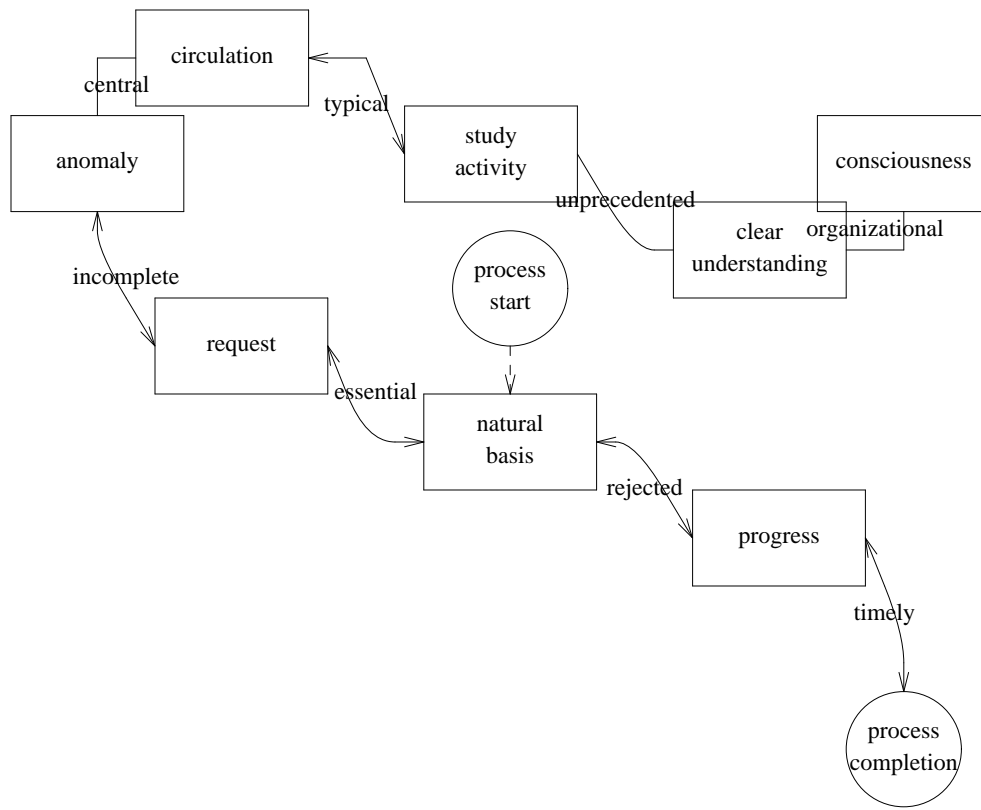 circulation
central
typical
anomaly
study
activity
consciousness
unprecedented
clear
understanding
organizational
process
start
incomplete
request
essential
natural
basis
rejected
progress
timely
process
completion